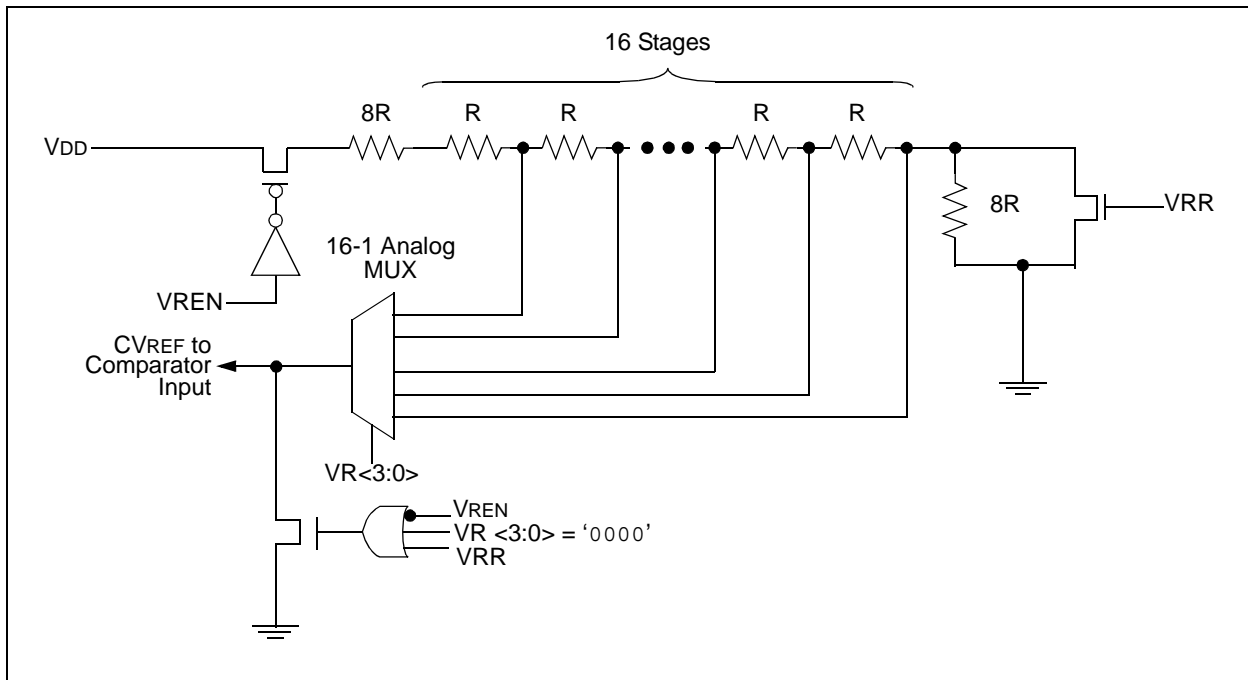 16 Stages
8R
R
R
R
R
VDD
8R
VRR
16-1 Analog
MUX
VREN
CVREF to
Comparator
Input
VR<3:0>
VREN
VR <3:0> = ‘0000’
VRR